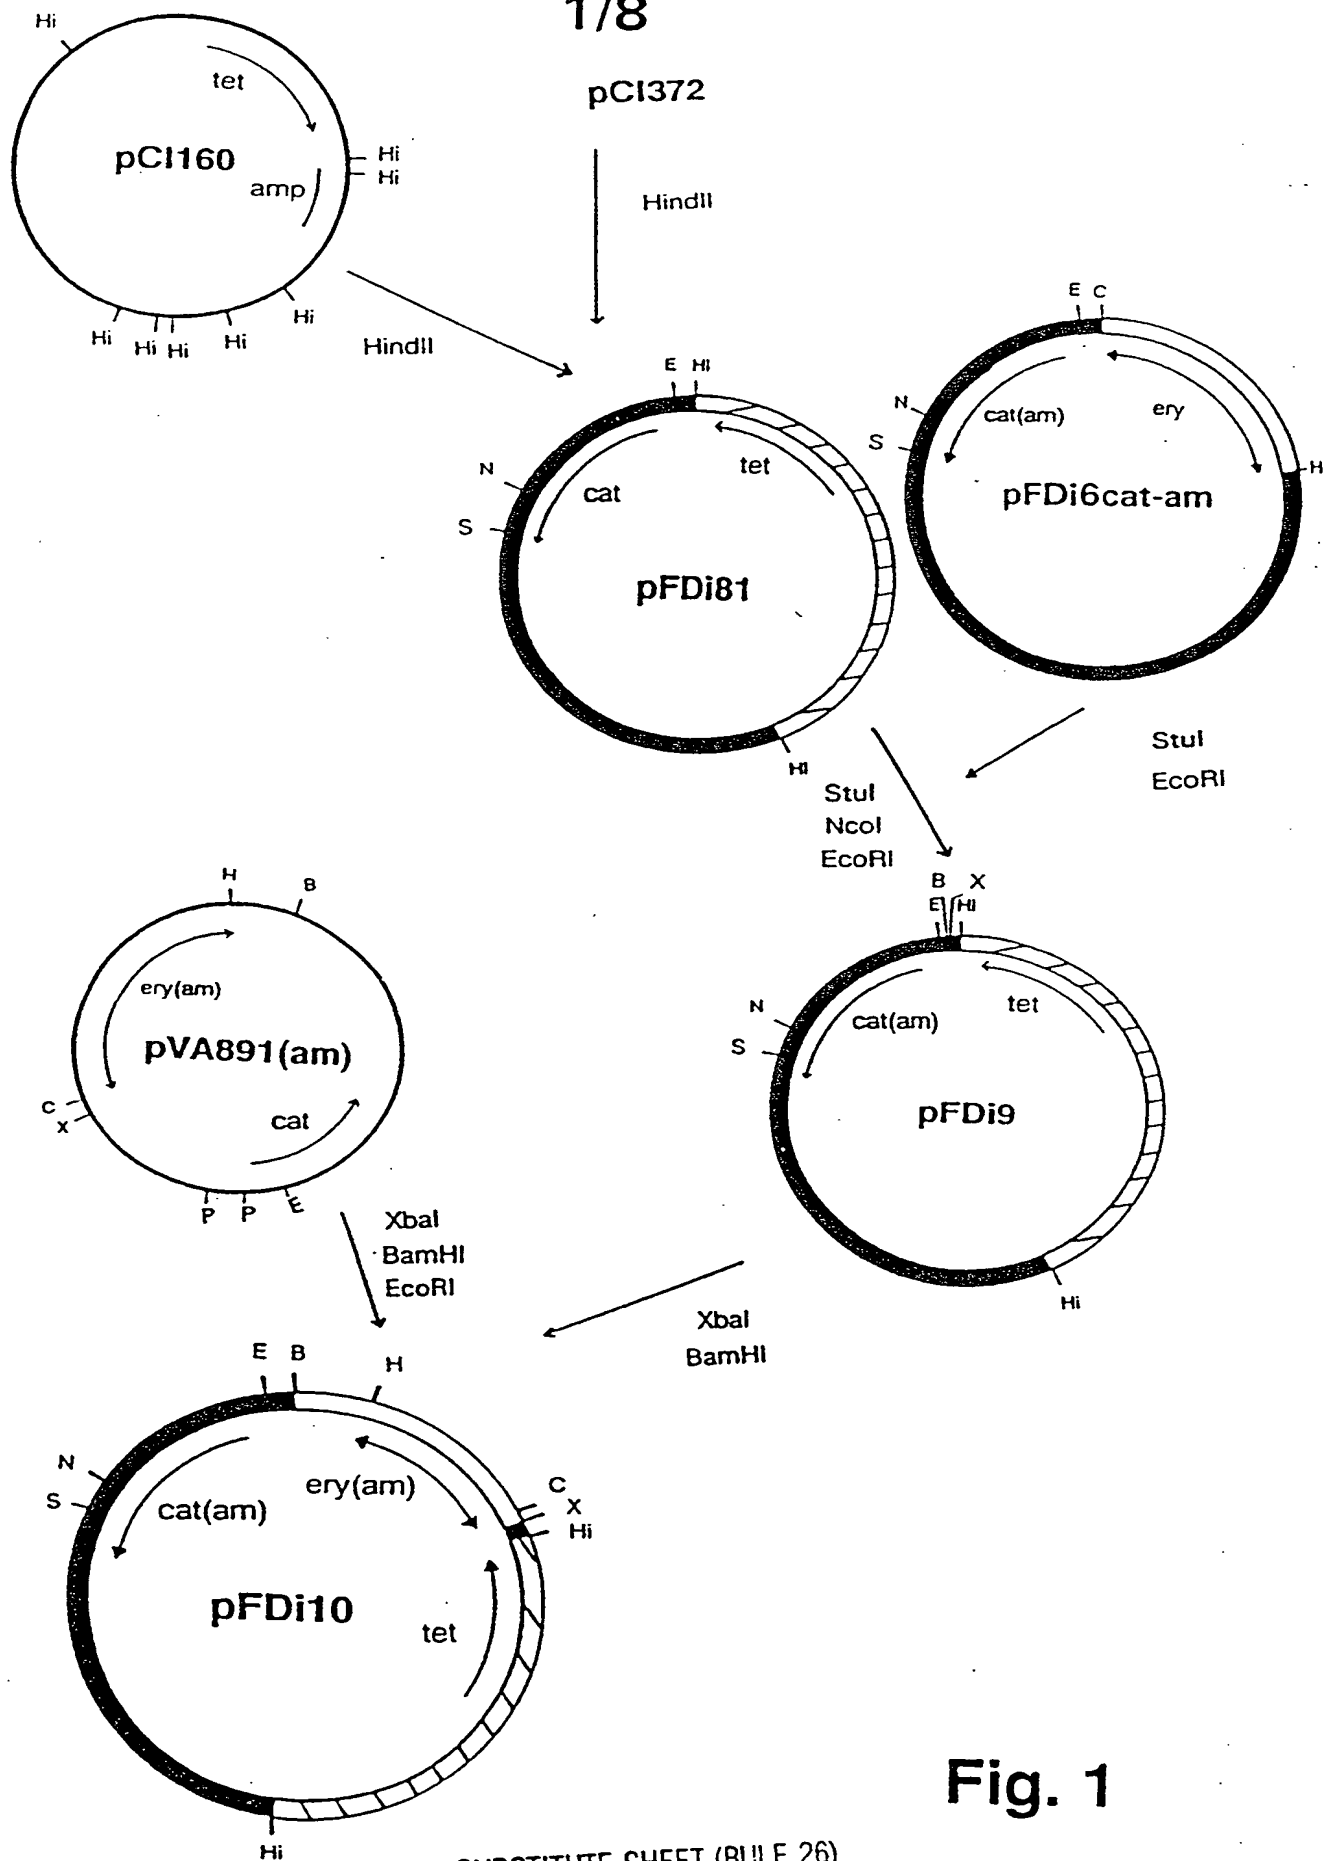 1/8
Hi
tet
pCI160
amp
Hi
Hi
Hi
Hi
Hi
Hi
Hi
HindII
pCI372
HindII
E HI
N
S
cat
tet
pFDi81
HI
E C
N
S
cat(am)
ery
H
pFDi6cat-am
StuI
NcoI
EcoRI
StuI
EcoRI
H
B
ery(am)
pVA891(am)
C
X
cat
P
P
E
XbaI
BamHI
EcoRI
B X
E HI
N
S
cat(am)
tet
pFDi9
Hi
XbaI
BamHI
E B
H
N
S
cat(am)
ery(am)
C
X
Hi
pFDi10
tet
Hi
Fig. 1
SUBSTITUTE SHEET (RULE 26)